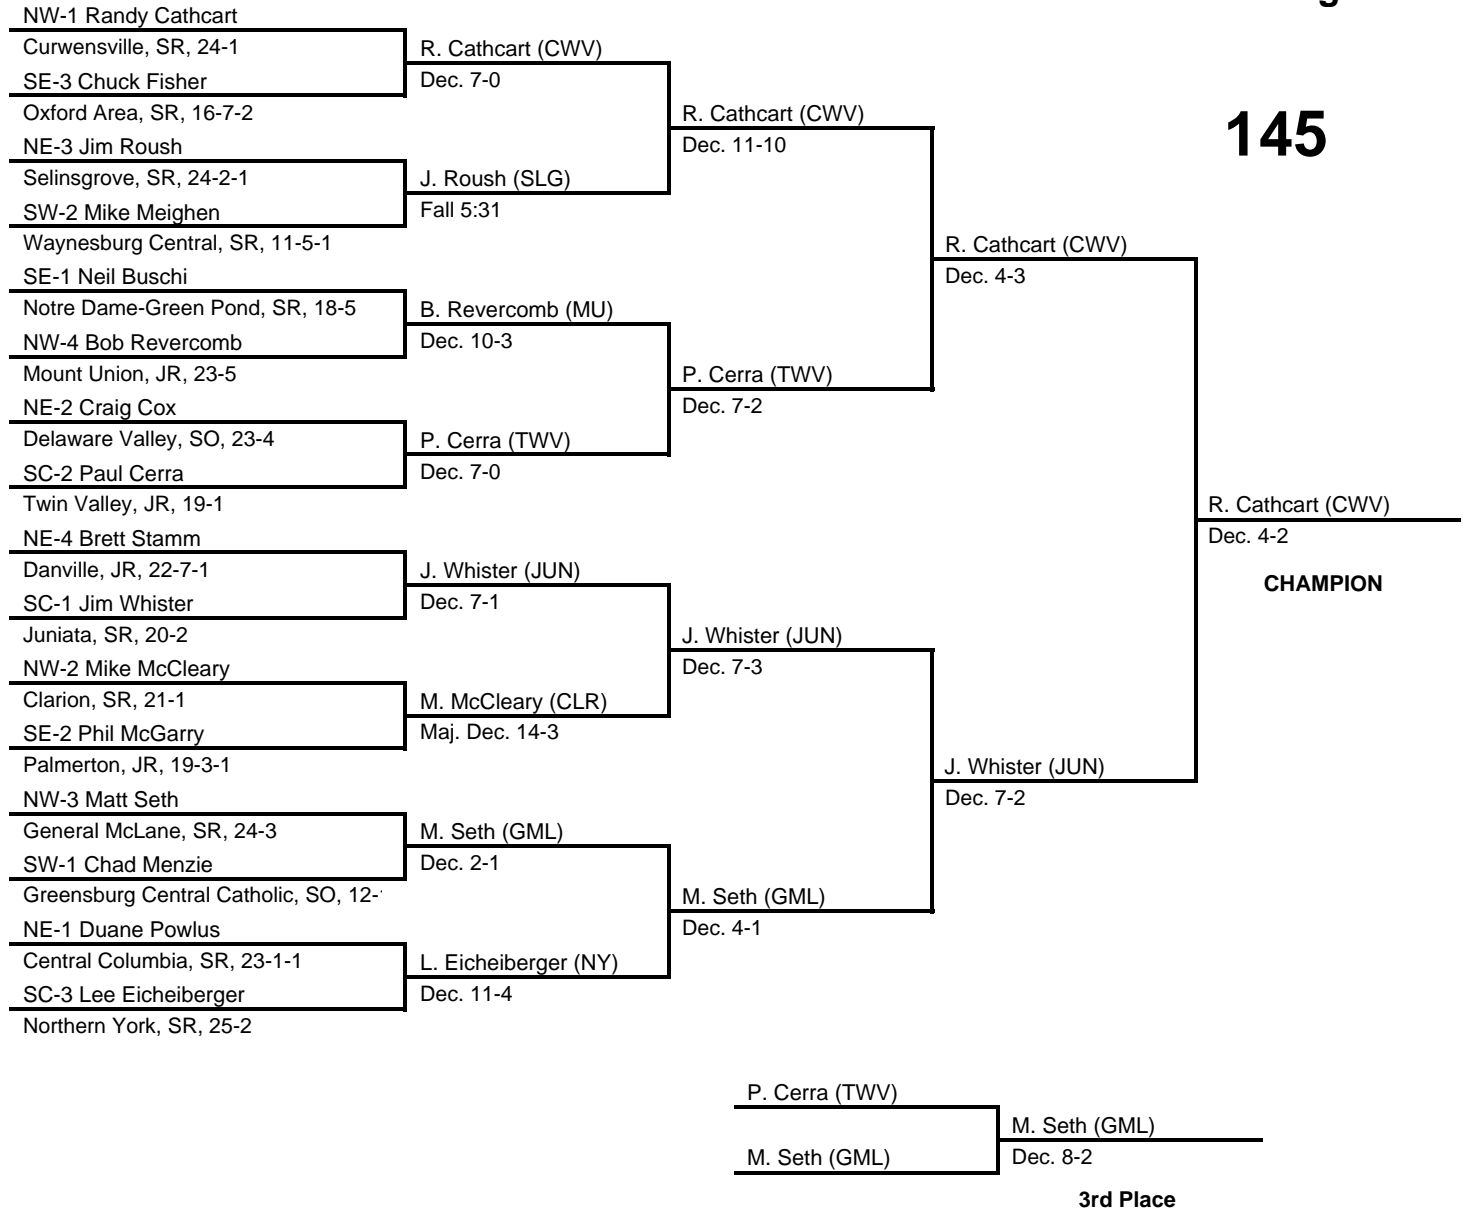 NW-1 Randy Cathcart
Curwensville, SR, 24-1
SE-3 Chuck Fisher
Oxford Area, SR, 16-7-2
NE-3 Jim Roush
Selinsgrove, SR, 24-2-1
SW-2 Mike Meighen
Waynesburg Central, SR, 11-5-1
SE-1 Neil Buschi
Notre Dame-Green Pond, SR, 18-5
NW-4 Bob Revercomb
Mount Union, JR, 23-5
NE-2 Craig Cox
Delaware Valley, SO, 23-4
SC-2 Paul Cerra
Twin Valley, JR, 19-1
NE-4 Brett Stamm
Danville, JR, 22-7-1
SC-1 Jim Whister
Juniata, SR, 20-2
NW-2 Mike McCleary
Clarion, SR, 21-1
SE-2 Phil McGarry
Palmerton, JR, 19-3-1
NW-3 Matt Seth
General McLane, SR, 24-3
SW-1 Chad Menzie
Greensburg Central Catholic, SO, 12-
NE-1 Duane Powlus
Central Columbia, SR, 23-1-1
SC-3 Lee Eicheiberger
Northern York, SR, 25-2
R. Cathcart (CWV)
Dec. 7-0
J. Roush (SLG)
Fall 5:31
B. Revercomb (MU)
Dec. 10-3
P. Cerra (TWV)
Dec. 7-0
J. Whister (JUN)
Dec. 7-1
M. McCleary (CLR)
Maj. Dec. 14-3
M. Seth (GML)
Dec. 2-1
L. Eicheiberger (NY)
Dec. 11-4
R. Cathcart (CWV)
Dec. 11-10
P. Cerra (TWV)
Dec. 7-2
J. Whister (JUN)
Dec. 7-3
M. Seth (GML)
Dec. 4-1
R. Cathcart (CWV)
Dec. 4-3
J. Whister (JUN)
Dec. 7-2
145
R. Cathcart (CWV)
Dec. 4-2
CHAMPION
P. Cerra (TWV)
M. Seth (GML)
M. Seth (GML)
Dec. 8-2
3rd Place